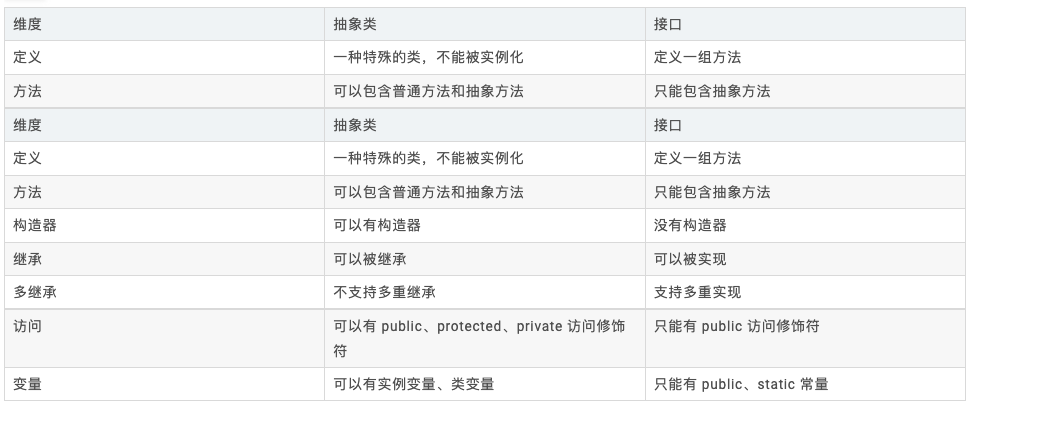 维度 抽象类 接口
定义 一种特殊的类，不能被实例化 定义一组方法
方法 可以包含普通方法和抽象方法 只能包含抽象方法
维度 抽象类 接口
定义 一种特殊的类，不能被实例化 定义一组方法
方法 可以包含普通方法和抽象方法 只能包含抽象方法
构造器 可以有构造器 没有构造器
继承 可以被继承 可以被实现
多继承 不支持多重继承 支持多重实现
访问 可以有 public、protected、private 访问修饰 只能有 public 访问修饰符
符
变量 可以有实例变量、类变量 只能有 public、static 常量